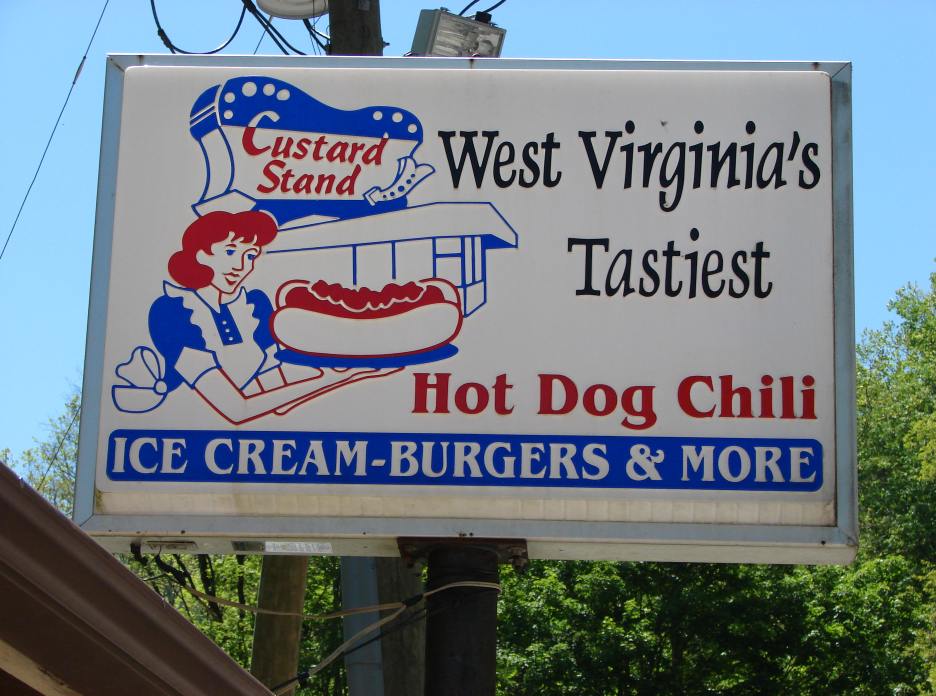 Custard
Stand
West Virginia's
Tastiest
Hot Dog Chili
ICE CREAM-BURGERS & MORE